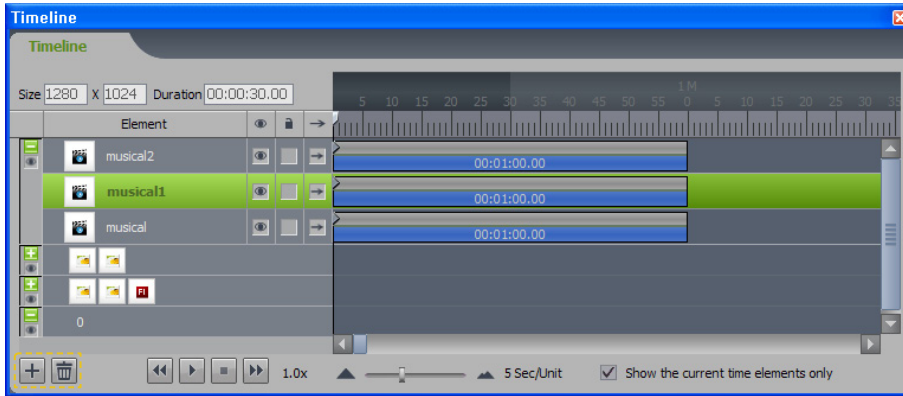 Timeline
Timeline
Size 1280 X 1024 Duration 00:00:30.00
1 M
5 10 15 20 25 30 35 40 45 50 55 0 5 10 15 20 25 30 35
Element
musical2 00:01:00.00
musical1 00:01:00.00
musical 00:01:00.00
FI
0
1.0x 5 Sec/Unit Show the current time elements only